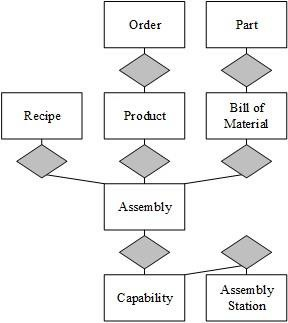 Order
Part
Recipe
Product
Bill of
Material
Assembly
Capability
Assembly
Station